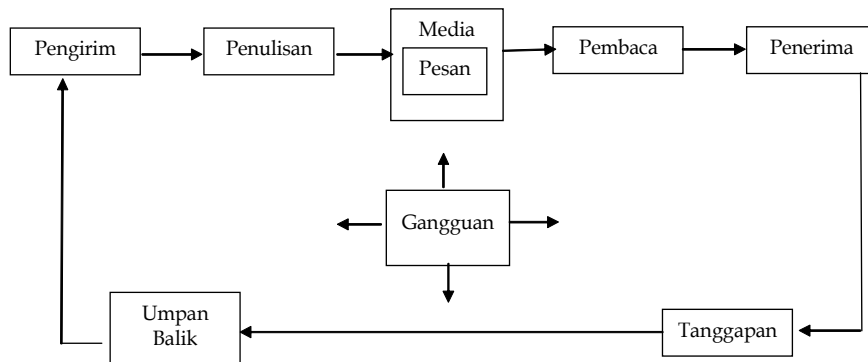 Pengirim
Penulisan
Media
Pesan
Pembaca
Penerima
Gangguan
Umpan
Balik
Tanggapan